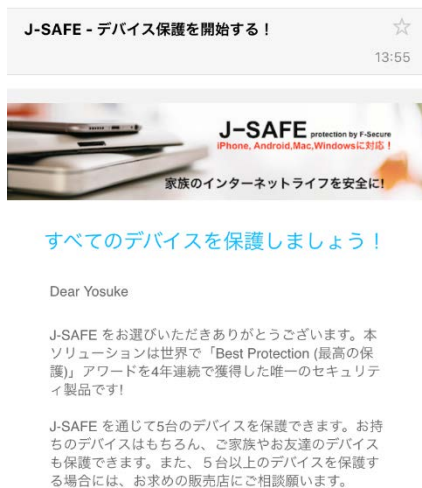 J-SAFE - デバイス保護を開始する！
13:55
J-SAFE protection by F-Secure
iPhone, Android,Mac,Windowsに対応！
家族のインターネットライフを安全に!
すべてのデバイスを保護しましょう！
Dear Yosuke
J-SAFE をお選びいただきありがとうございます。本
ソリューションは世界で「Best Protection (最高の保
護)」アワードを4年連続で獲得した唯一のセキュリテ
ィ製品です!
J-SAFE を通じて5台のデバイスを保護できます。お持
ちのデバイスはもちろん、ご家族やお友達のデバイス
も保護できます。また、５台以上のデバイスを保護す
る場合には、お求めの販売店にご相談願います。